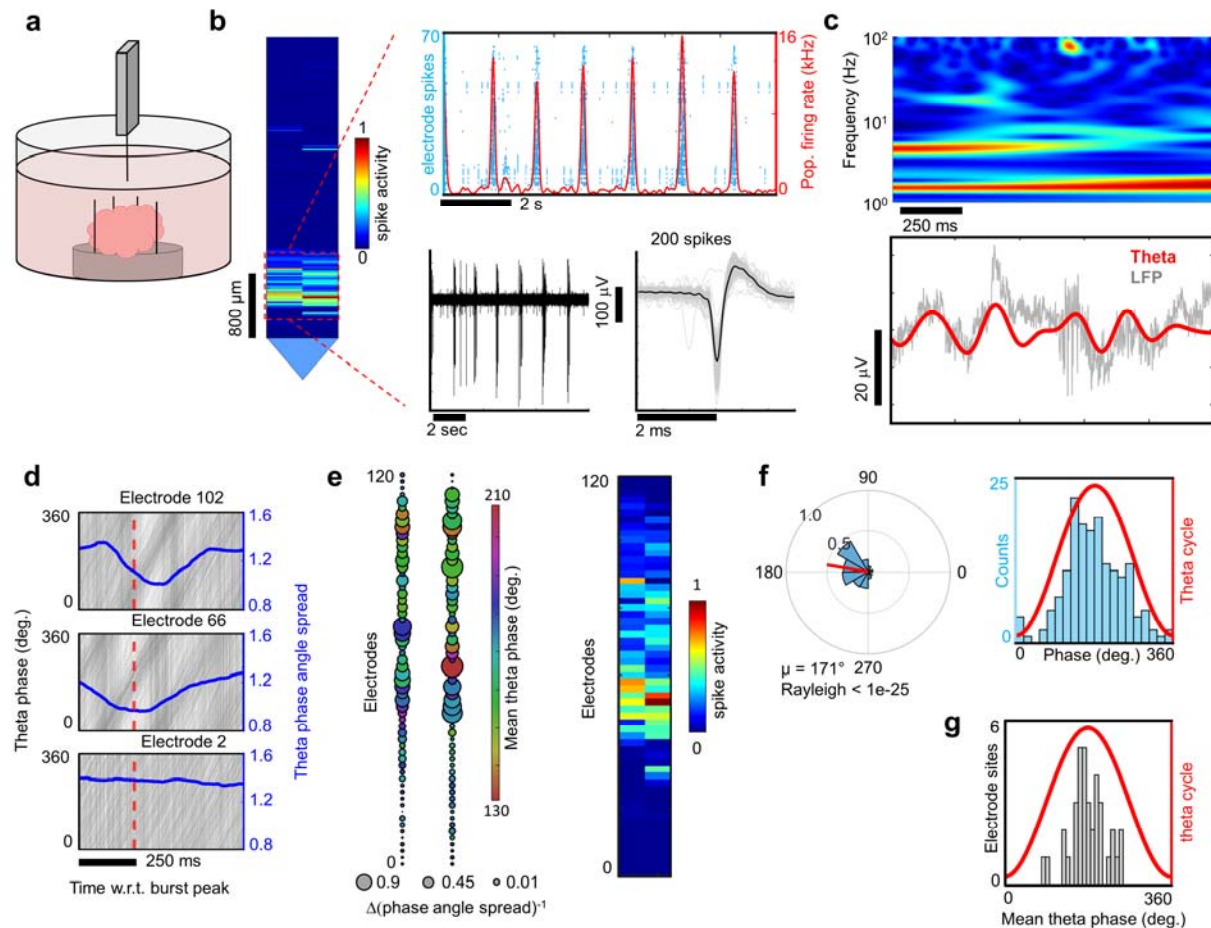 a
b
70
electrode spikes
0
16
Pop. firing rate (kHz)
0
2 s
1
spike activity
0
800 µm
200 spikes
100 µV
2 sec
2 ms
c
Frequency (Hz)
10²
10¹
10⁰
250 ms
Theta
LFP
20 µV
d
Electrode 102
360
0
1.6
1.2
0.8
Electrode 66
360
0
1.6
1.2
0.8
Electrode 2
360
0
1.6
1.2
0.8
Theta phase (deg.)
Theta phase angle spread
250 ms
Time w.r.t. burst peak
e
120
Electrodes
0
210
Mean theta phase (deg.)
130
0.9
0.45
0.01
Δ(phase angle spread)⁻¹
120
Electrodes
0
1
spike activity
0
f
90
1.0
0.5
180
0
270
µ = 171°
Rayleigh < 1e-25
25
Counts
0
Theta cycle
0
Phase (deg.)
360
g
6
Electrode sites
0
theta cycle
0
360
Mean theta phase (deg.)